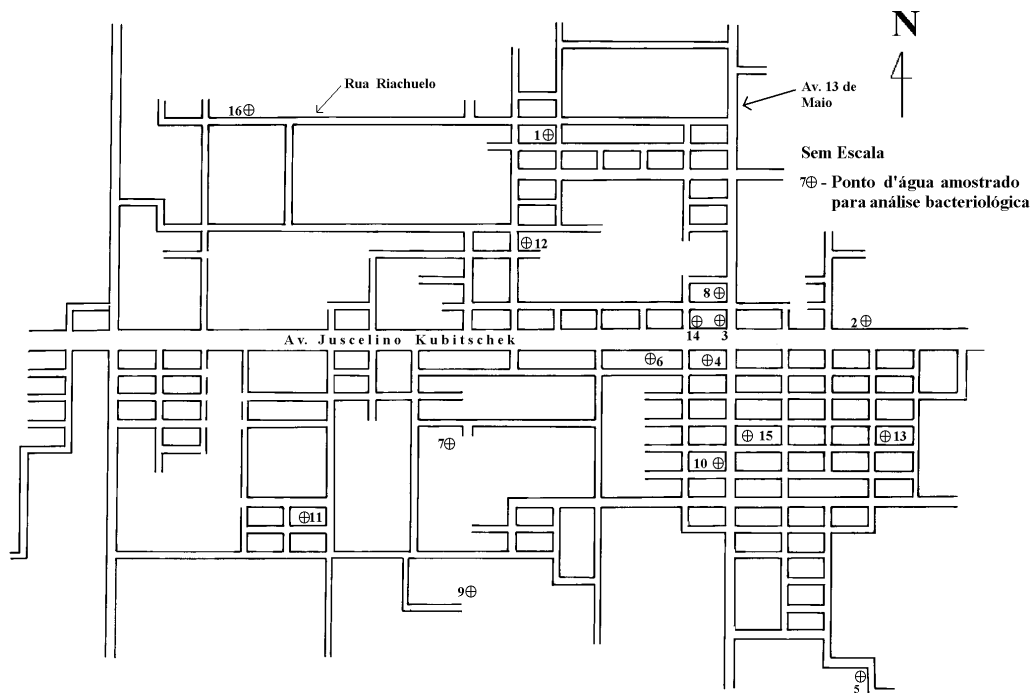 N
Rua Riachuelo
Av. 13 de
Maio
16
1
Sem Escala
7 - Ponto d'água amostrado
para análise bacteriológica
12
8
2
14
3
Av. Juscelino Kubitschek
6
4
7
15
13
10
11
9
5